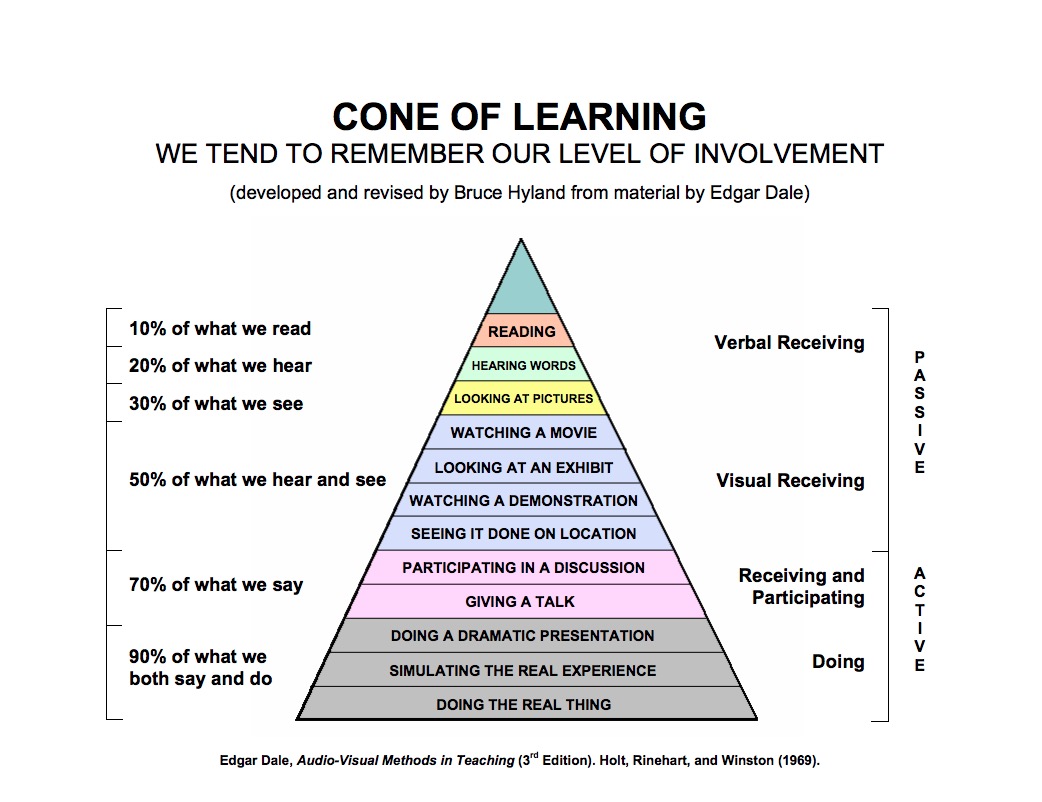 CONE OF LEARNING
WE TEND TO REMEMBER OUR LEVEL OF INVOLVEMENT
(developed and revised by Bruce Hyland from material by Edgar Dale)
10% of what we read
20% of what we hear
30% of what we see
50% of what we hear and see
70% of what we say
90% of what we
both say and do
READING
HEARING WORDS
LOOKING AT PICTURES
WATCHING A MOVIE
LOOKING AT AN EXHIBIT
WATCHING A DEMONSTRATION
SEEING IT DONE ON LOCATION
PARTICIPATING IN A DISCUSSION
GIVING A TALK
DOING A DRAMATIC PRESENTATION
SIMULATING THE REAL EXPERIENCE
DOING THE REAL THING
Verbal Receiving
Visual Receiving
Receiving and
Participating
Doing
PASSIVE
ACTIVE
Edgar Dale, Audio-Visual Methods in Teaching (3rd Edition). Holt, Rinehart, and Winston (1969).